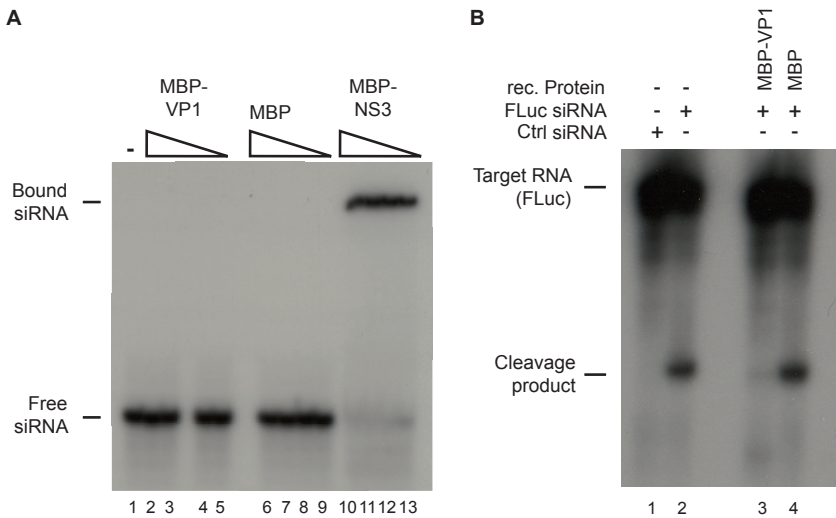 A
MBP-
VP1
MBP
MBP-
NS3
-
Bound
siRNA
Free
siRNA
1 2 3 4 5 6 7 8 9 10 11 12 13
B
MBP-VP1
MBP
rec. Protein - -
FLuc siRNA - + + +
Ctrl siRNA + - - -
Target RNA
(FLuc)
Cleavage
product
1 2 3 4